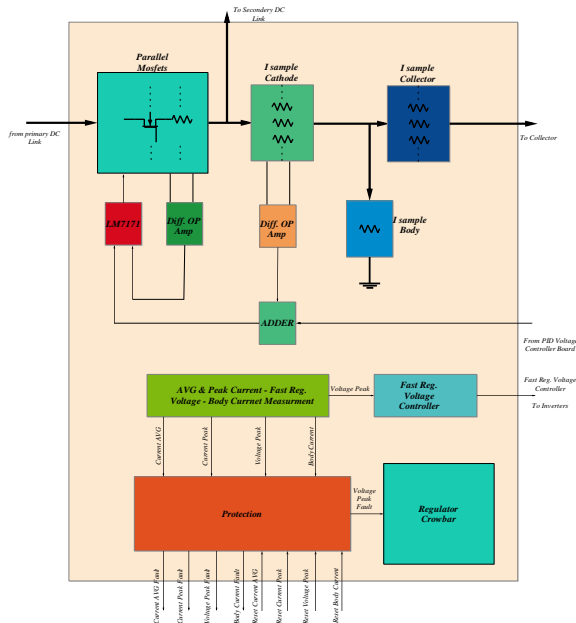 To Secondery DC
Link
Parallel
Mosfets
I sample
Cathode
I sample
Collector
from primary DC
Link
To Collector
LM7171
Diff. OP
Amp
Diff. OP
Amp
I sample
Body
ADDER
From PID Voltage
Controller Board
AVG & Peak Current - Fast Reg.
Voltage - Body Currnet Measurment
Voltage Peak
Fast Reg.
Voltage
Controller
Fast Reg. Voltage
Controller
To Inverters
Current AVG
Current Peak
Voltage Peak
Body Current
Protection
Voltage
Peak
Fault
Regulator
Crowbar
Current AVG Fault
Current Peak Fault
Voltage Peak Fault
Body Current Fault
Reset Current AVG
Reset Current Peak
Reset Voltage Peak
Reset Body Current